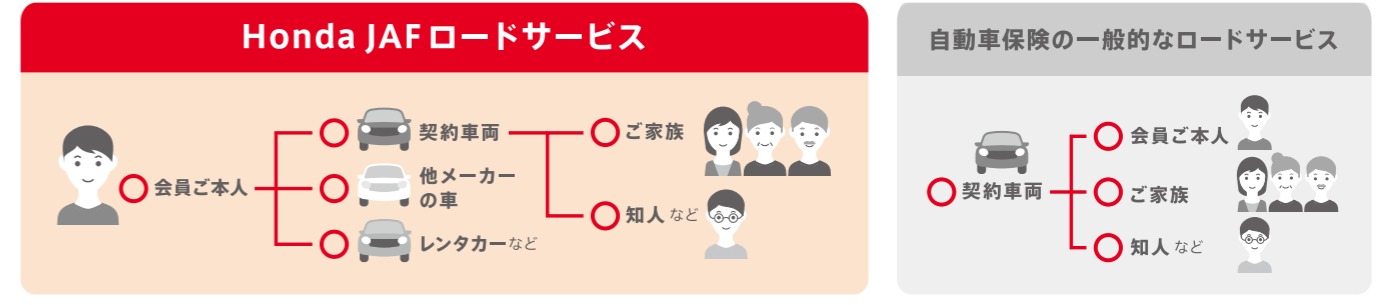 Honda JAF ロードサービス
会員ご本人
契約車両
他メーカー
の車
レンタカーなど
ご家族
知人 など
自動車保険の一般的なロードサービス
契約車両
会員ご本人
ご家族
知人 など